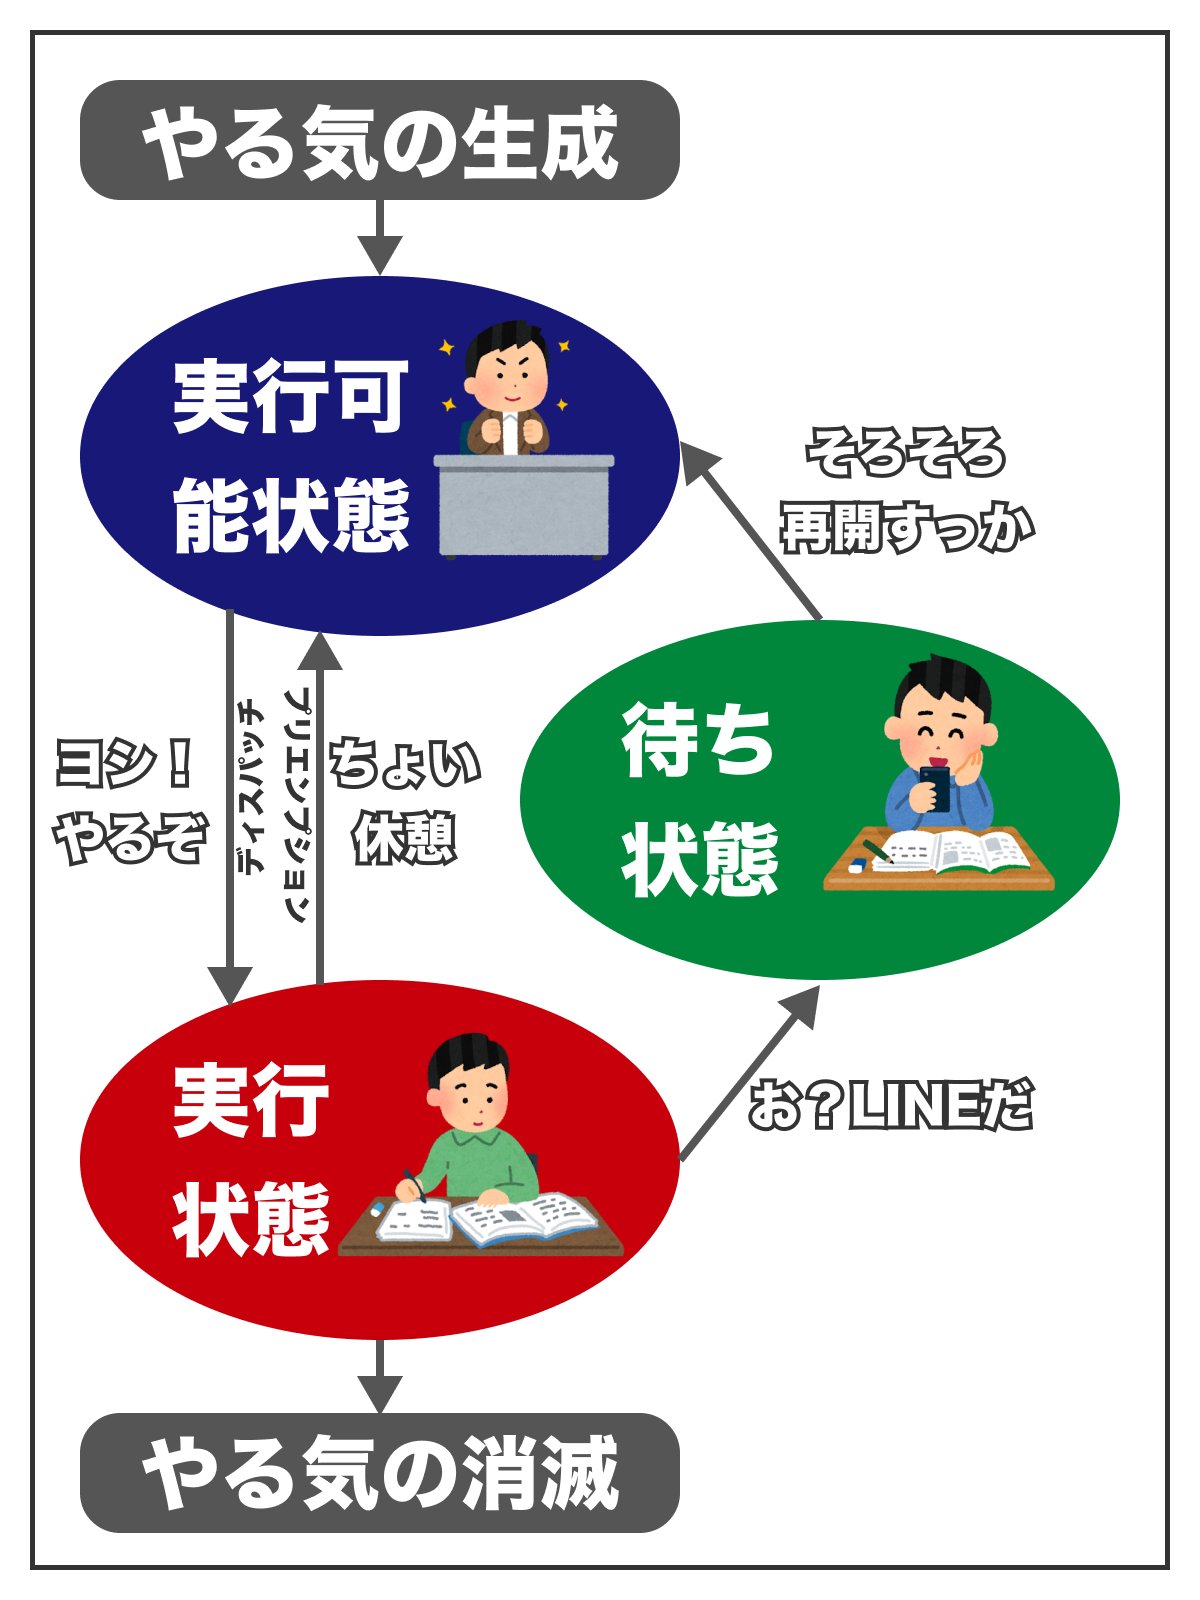 やる気の生成
実行可
能状態
そろそろ
再開すっか
待ち
状態
ヨシ！
やるぞ
ディスパッチ
プリエンプション
ちょい
休憩
実行
状態
お？LINEだ
やる気の消滅